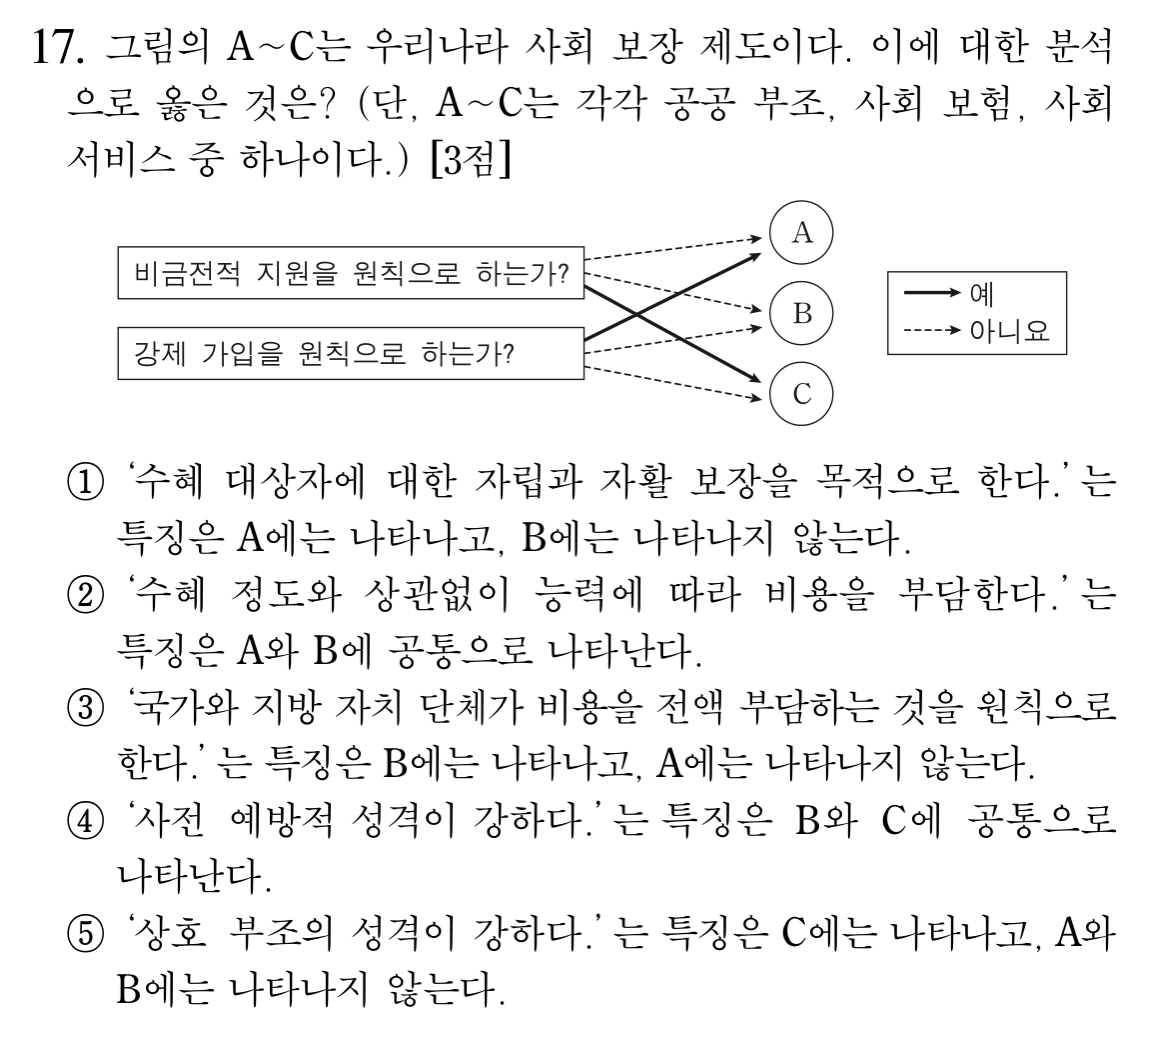 17. 그림의 A~C는 우리나라 사회 보장 제도이다. 이에 대한 분석
으로 옳은 것은? (단, A~C는 각각 공공 부조, 사회 보험, 사회
서비스 중 하나이다.) [3점]
A
비금전적 지원을 원칙으로 하는가?
예
B
아니요
강제 가입을 원칙으로 하는가?
C
① ‘수혜 대상자에 대한 자립과 자활 보장을 목적으로 한다.’는
특징은 A에는 나타나고, B에는 나타나지 않는다.
② ‘수혜 정도와 상관없이 능력에 따라 비용을 부담한다.’는
특징은 A와 B에 공통으로 나타난다.
③ ‘국가와 지방 자치 단체가 비용을 전액 부담하는 것을 원칙으로
한다.’는 특징은 B에는 나타나고, A에는 나타나지 않는다.
④ ‘사전 예방적 성격이 강하다.’는 특징은 B와 C에 공통으로
나타난다.
⑤ ‘상호 부조의 성격이 강하다.’는 특징은 C에는 나타나고, A와
B에는 나타나지 않는다.